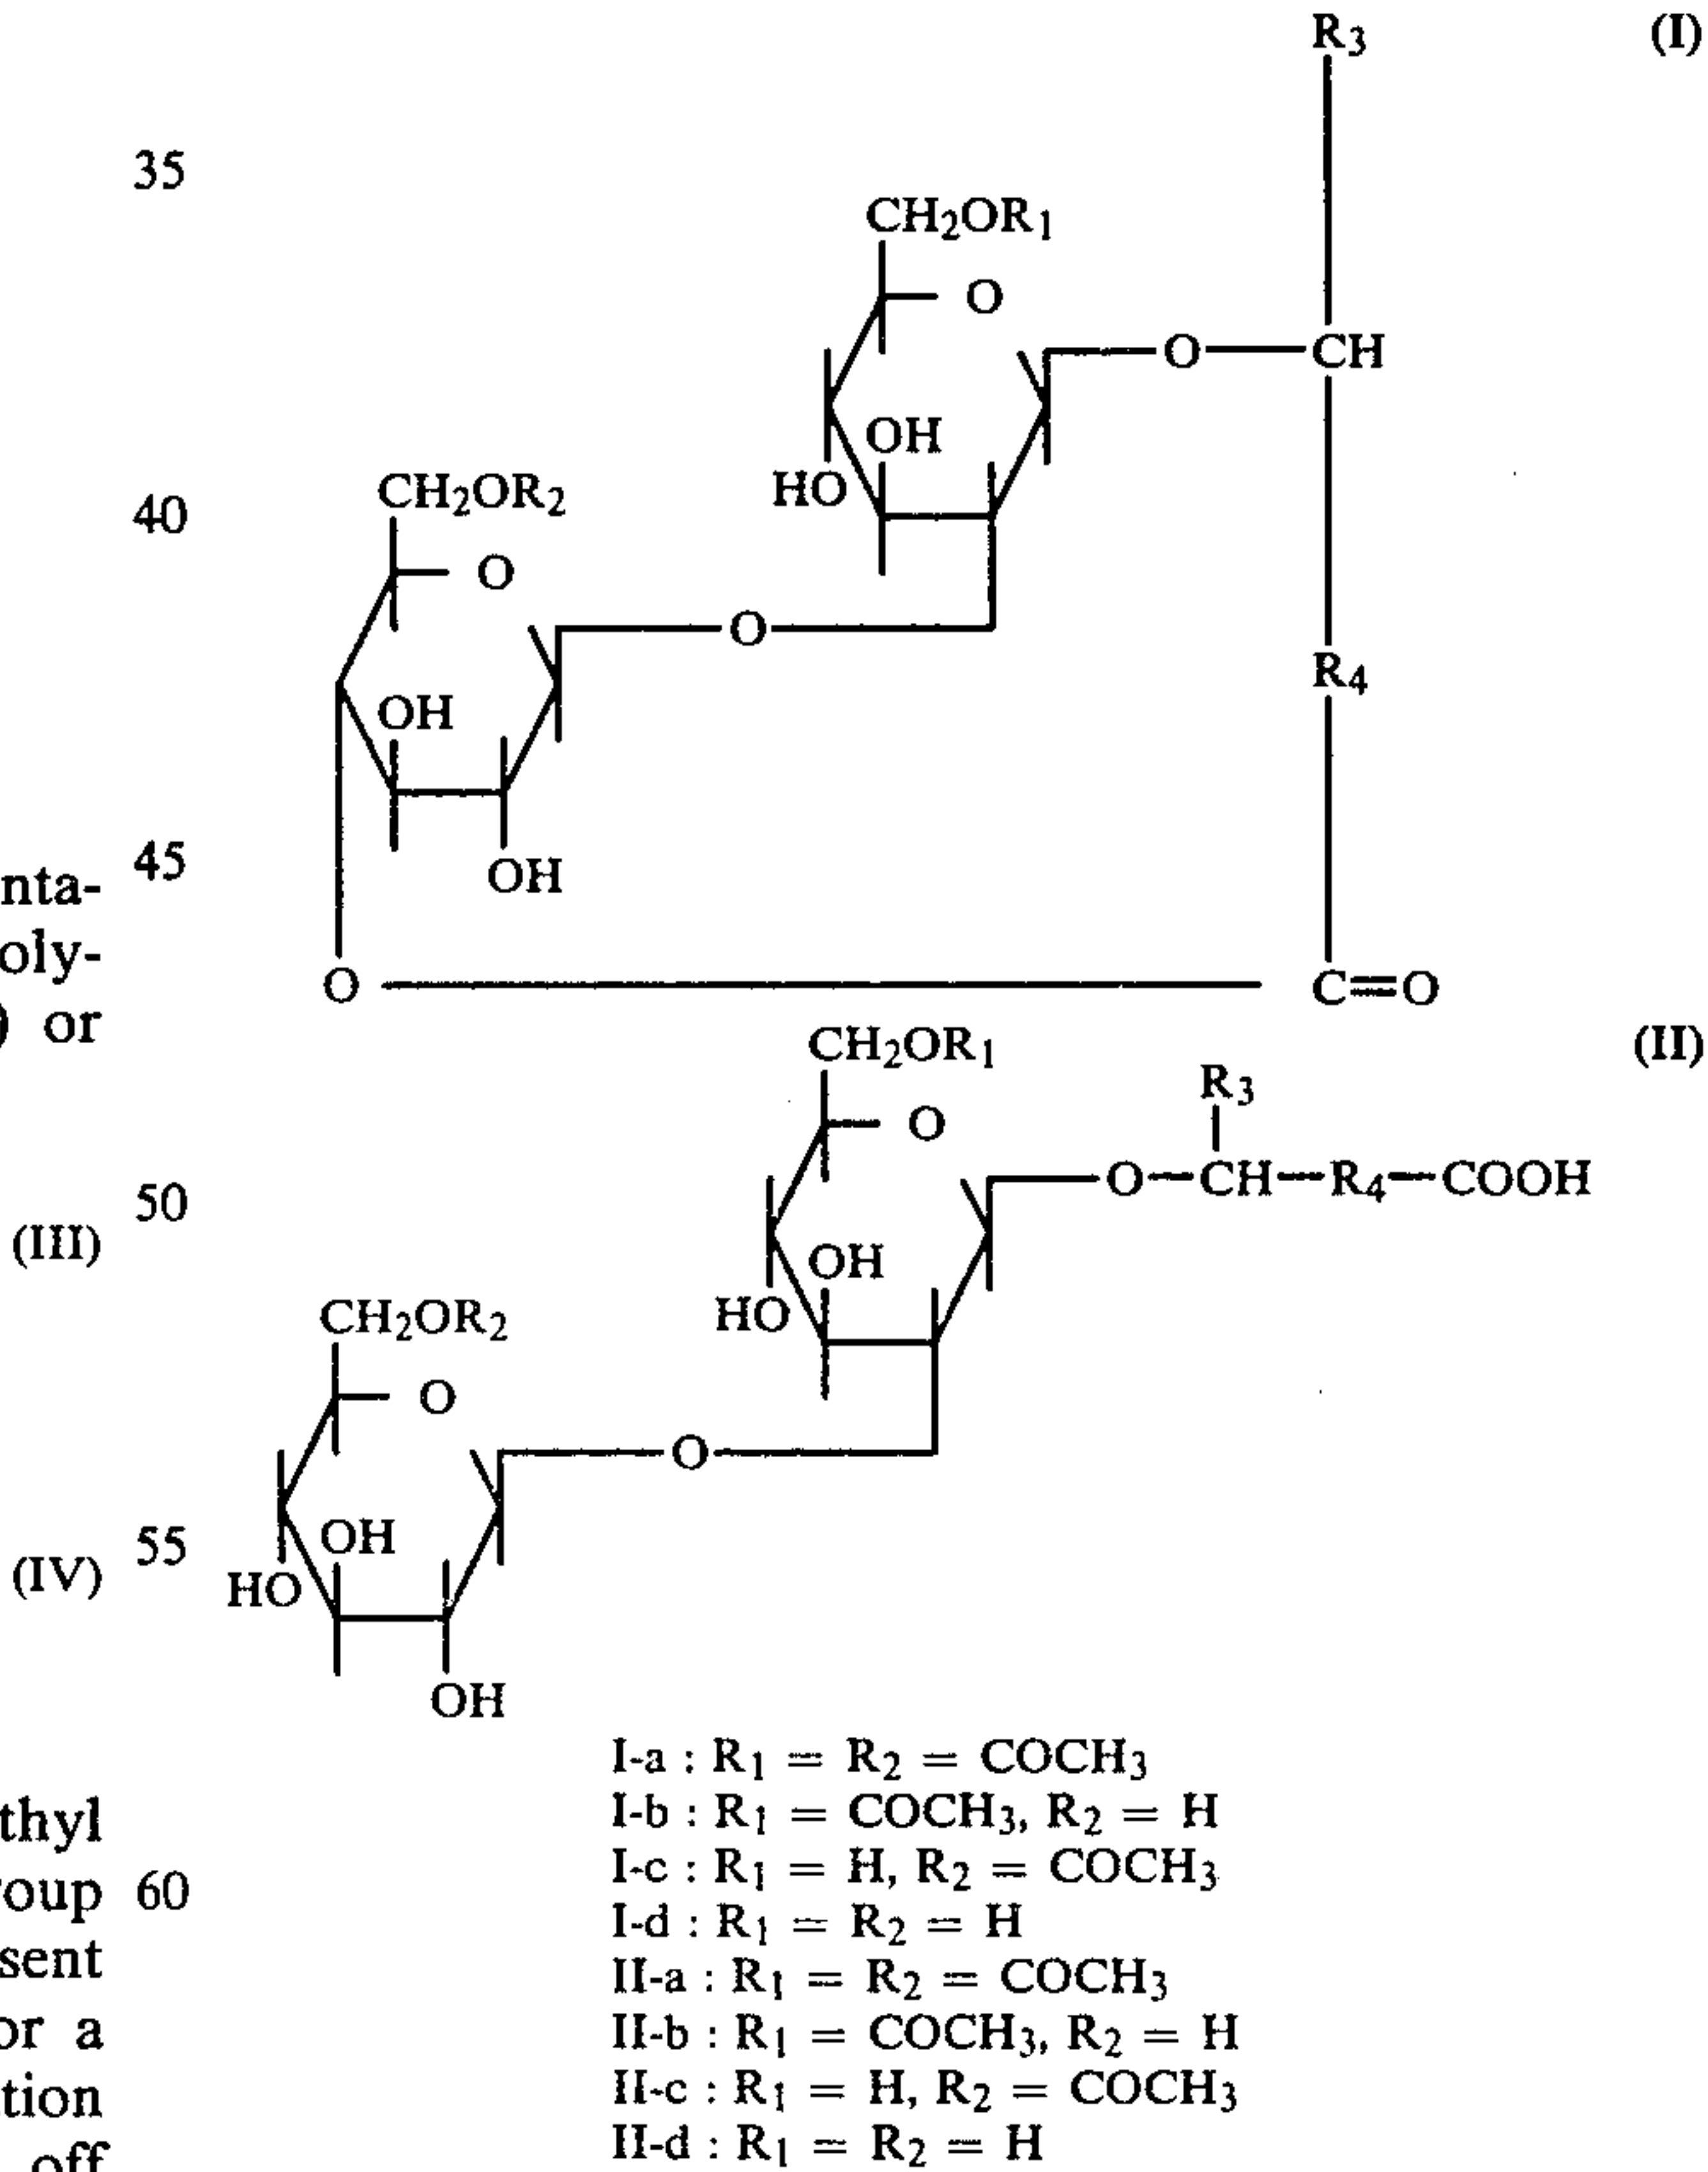 R3 (I)
35
CH2OR1
O
O CH
OH
HO
CH2OR2
40
O
O
R4
OH
45
OH
nta-
oly-
O C=O
) or
CH2OR1 (II)
R3
O
50
O—CH—R4—COOH
(III)
OH
HO
CH2OR2
O
O
55
OH
(IV)
HO
OH
I-a : R1 = R2 = COCH3
thyl
I-b : R1 = COCH3, R2 = H
I-c : R1 = H, R2 = COCH3
roup 60
I-d : R1 = R2 = H
sent
II-a : R1 = R2 = COCH3
or a
II-b : R1 = COCH3, R2 = H
tion
II-c : R1 = H, R2 = COCH3
off
II-d : R1 = R2 = H